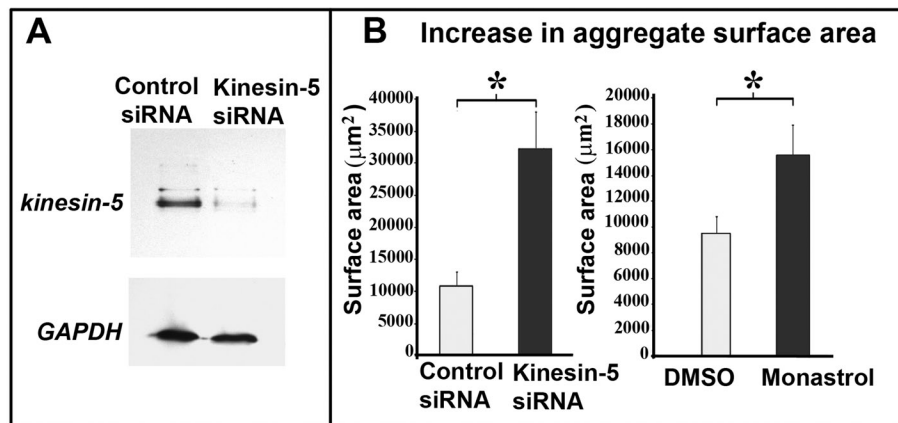 A
Control Kinesin-5
siRNA siRNA
kinesin-5
GAPDH
B Increase in aggregate surface area
*
Surface area (μm²)
40000
35000
30000
25000
20000
15000
10000
5000
0
Control Kinesin-5
siRNA siRNA
*
Surface area (μm²)
20000
18000
16000
14000
12000
10000
8000
6000
4000
2000
0
DMSO Monastrol